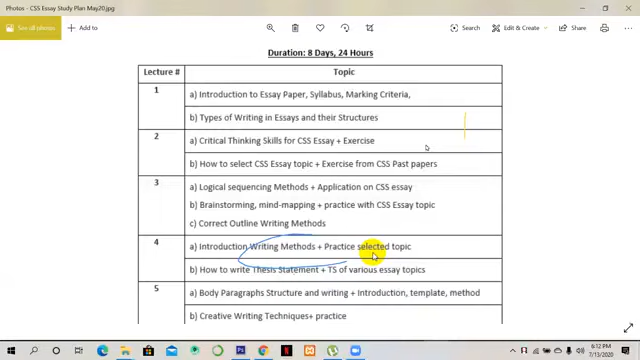 Photos - CSS Essay Study Plan May20.jpg
See all photos
Add to
Search
Edit & Create
Share
Duration: 8 Days, 24 Hours
Lecture # Topic
1 a) Introduction to Essay Paper, Syllabus, Marking Criteria,
b) Types of Writing in Essays and their Structures
2 a) Critical Thinking Skills for CSS Essay + Exercise
b) How to select CSS Essay topic + Exercise from CSS Past papers
3 a) Logical sequencing Methods + Application on CSS essay
b) Brainstorming, mind-mapping + practice with CSS Essay topic
c) Correct Outline Writing Methods
4 a) Introduction Writing Methods + Practice selected topic
b) How to write Thesis Statement + TS of various essay topics
5 a) Body Paragraphs Structure and writing + Introduction, template, method
b) Creative Writing Techniques+ practice
6:12 PM
7/13/2020